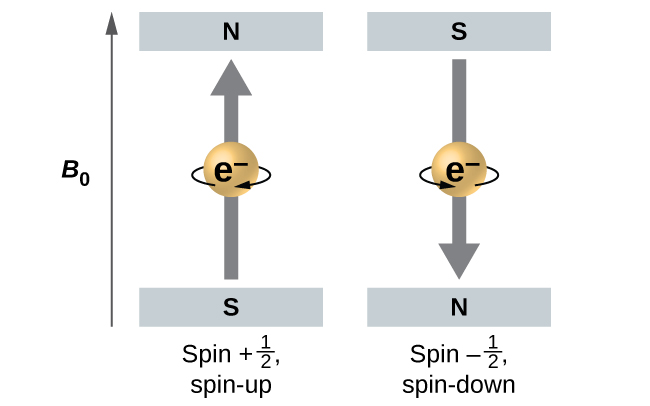 N
S
B0
e–
e–
S
N
Spin +1/2,
spin-up
Spin –1/2,
spin-down